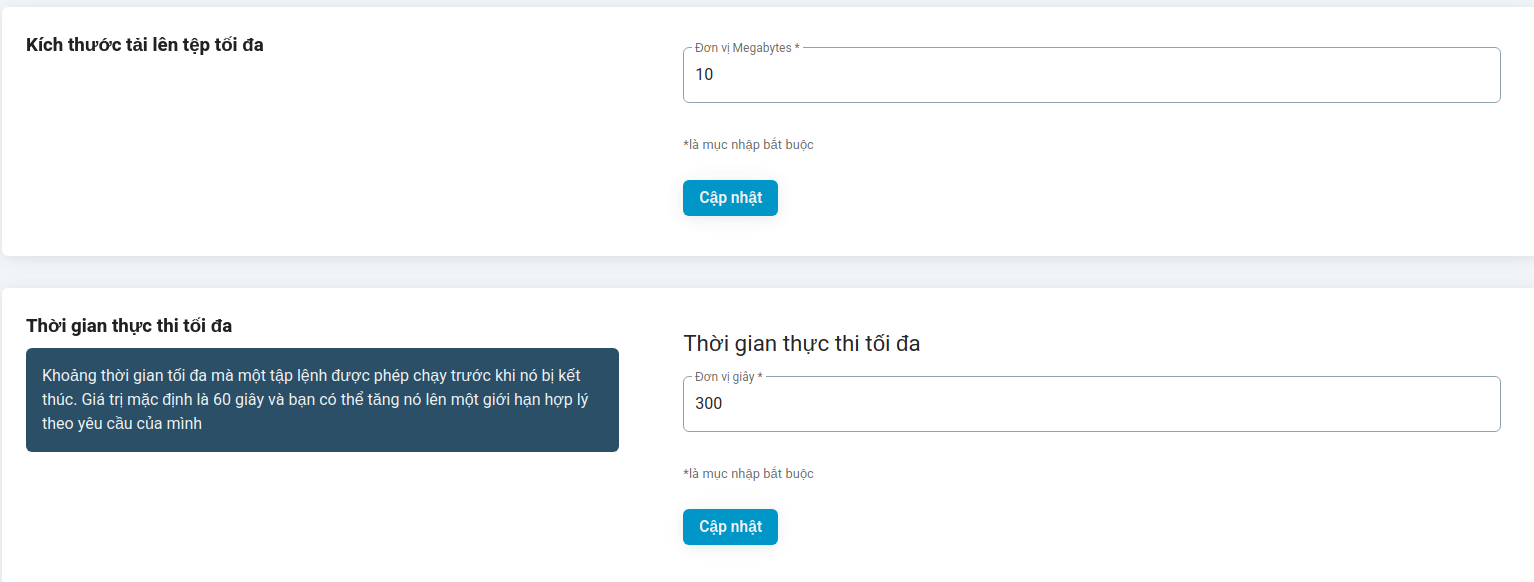 Kích thước tải lên tệp tối đa
Đơn vị Megabytes *
10
*là mục nhập bắt buộc
Cập nhật
Thời gian thực thi tối đa
Khoảng thời gian tối đa mà một tập lệnh được phép chạy trước khi nó bị kết
thúc. Giá trị mặc định là 60 giây và bạn có thể tăng nó lên một giới hạn hợp lý
theo yêu cầu của mình
Thời gian thực thi tối đa
Đơn vị giây *
300
*là mục nhập bắt buộc
Cập nhật